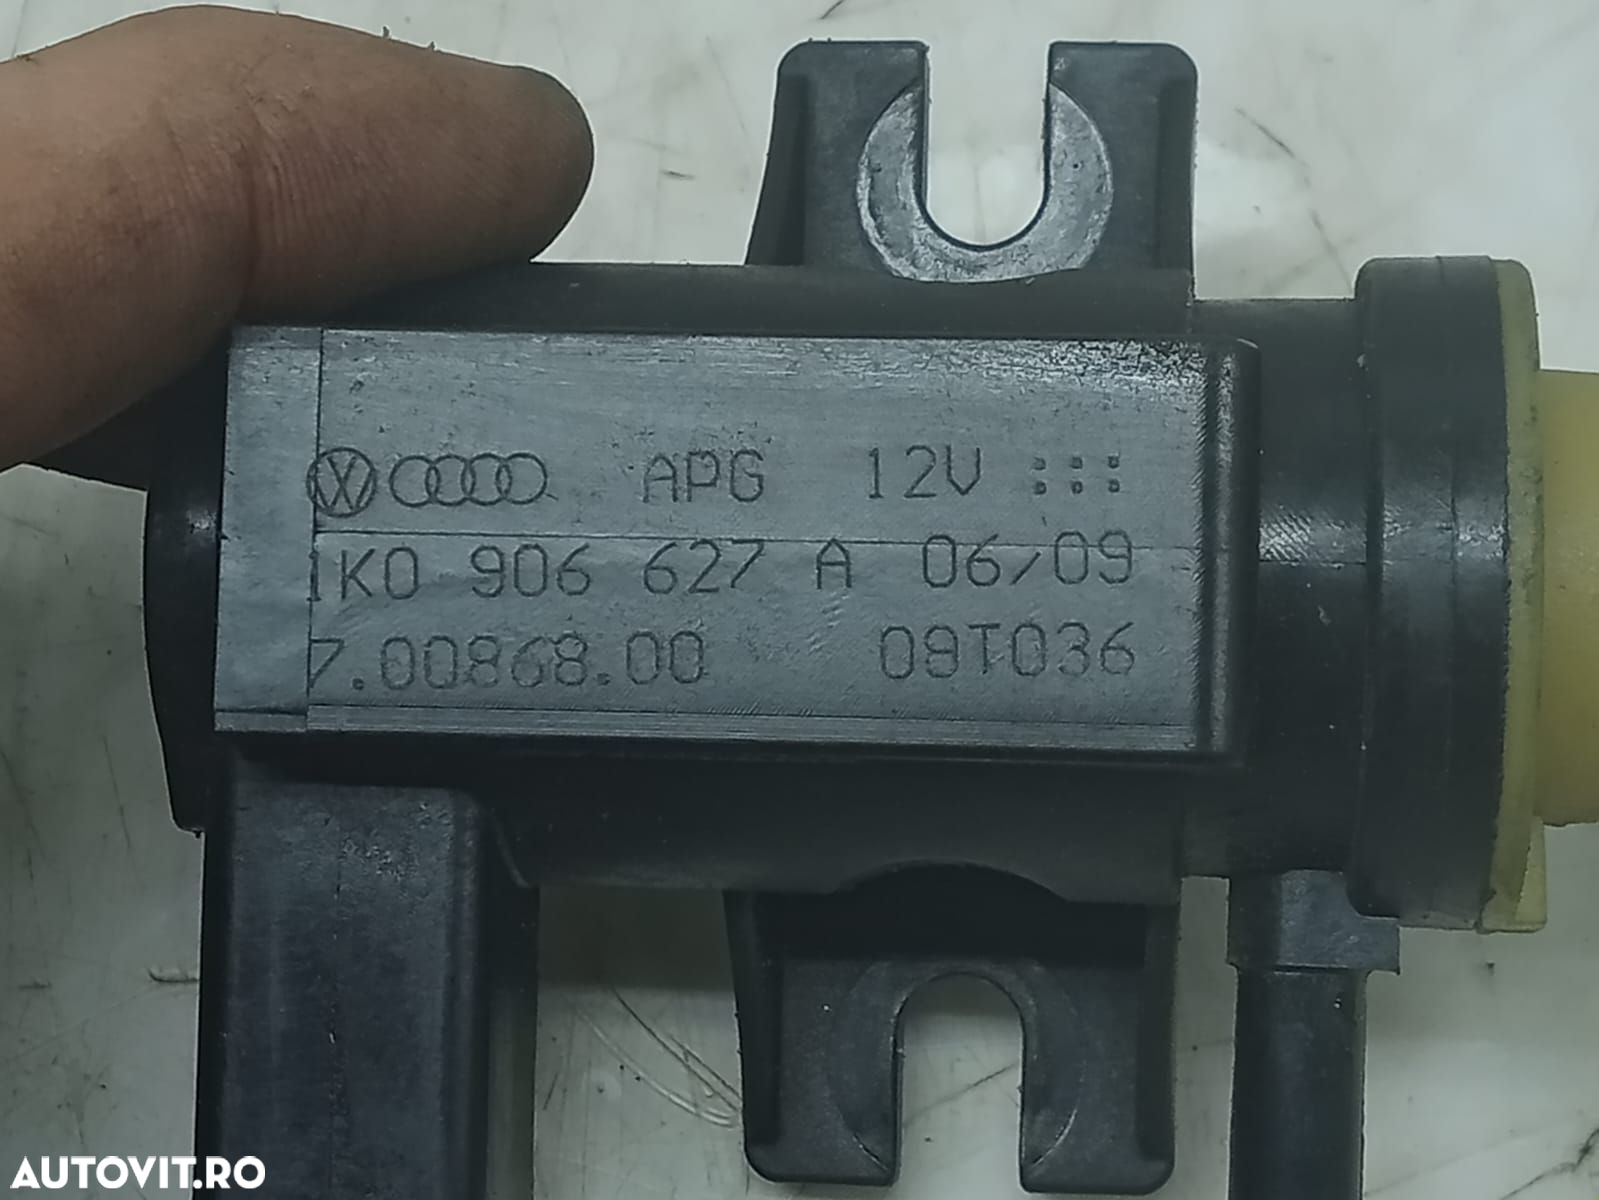 APG 12V
1K0 906 627 A 06/09
7.00868.00 09T036
AUTOVIT.RO